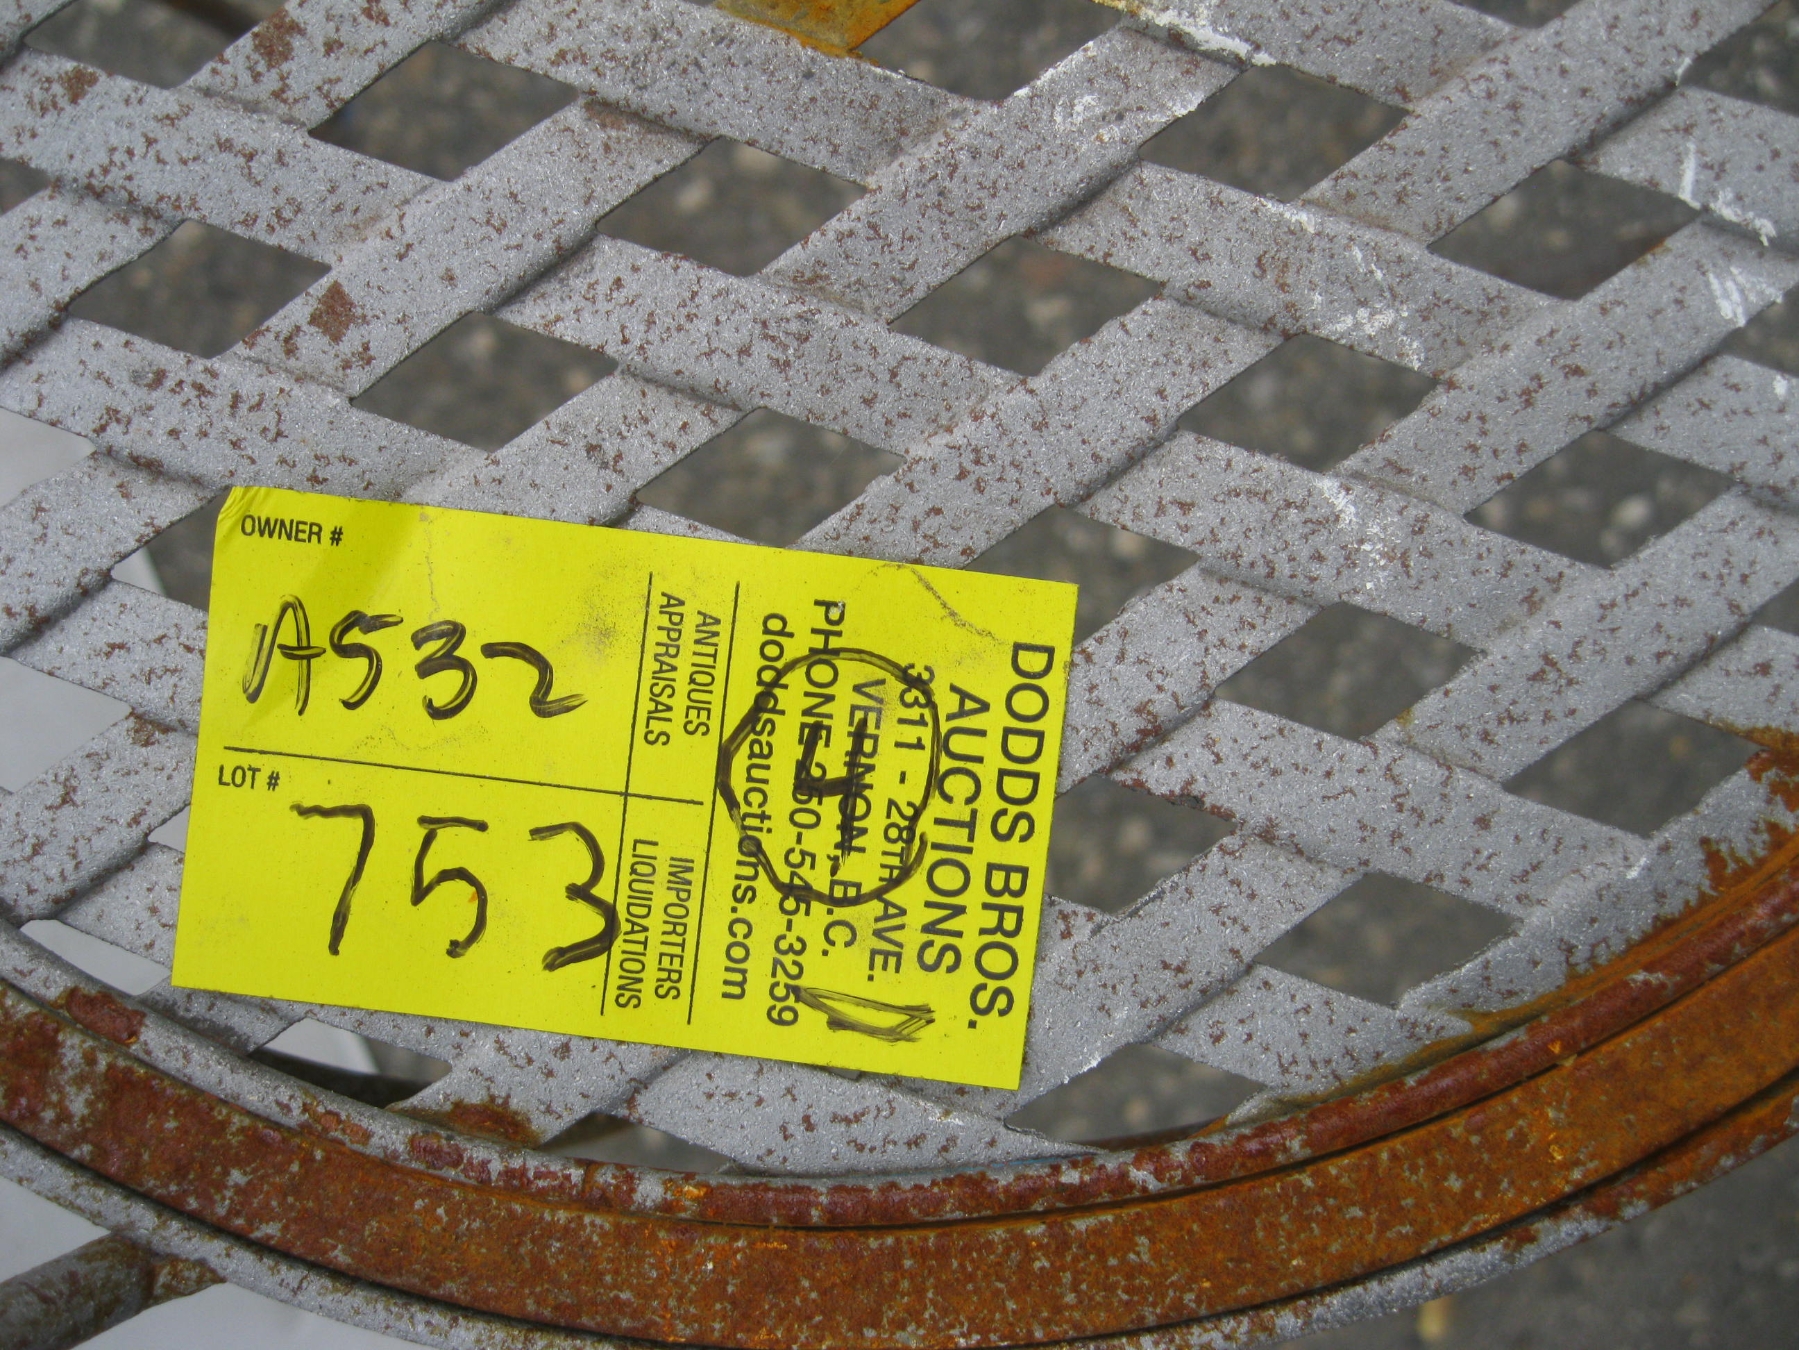 DODDS BROS.
AUCTIONS
3311 - 28TH AVE.
VERNON, B.C.
PHONE 250-545-3259
doddsauctions.com
ANTIQUES
APPRAISALS
IMPORTERS
LIQUIDATIONS
OWNER #
A532
LOT #
753